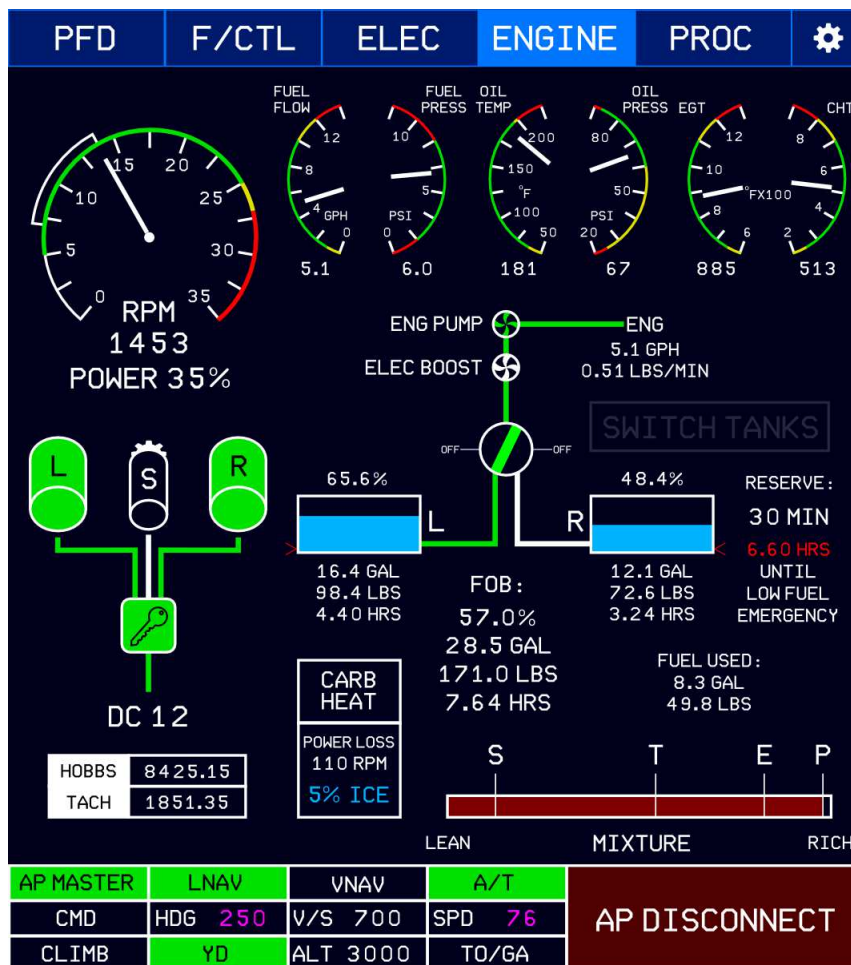 PFD F/CTL ELEC ENGINE PROC
FUEL FLOW
FUEL PRESS
OIL TEMP
OIL PRESS
EGT
CHT
0 5 10 15 20 25 30 35
RPM
1453
POWER 35%
12 8 4 0
GPH
5.1
10 5 0
PSI
6.0
200 150 100 50
°F
181
80 50 20
PSI
67
12 10 8 6
°FX100
885
8 6 4 2
513
ENG PUMP
ENG
5.1 GPH
0.51 LBS/MIN
ELEC BOOST
SWITCH TANKS
OFF OFF
L S R
65.6%
L
16.4 GAL
98.4 LBS
4.40 HRS
48.4%
R
12.1 GAL
72.6 LBS
3.24 HRS
RESERVE:
30 MIN
6.60 HRS
UNTIL
LOW FUEL
EMERGENCY
FOB:
57.0%
28.5 GAL
171.0 LBS
7.64 HRS
FUEL USED:
8.3 GAL
49.8 LBS
DC 12
CARB
HEAT
POWER LOSS
110 RPM
5% ICE
HOBBS 8425.15
TACH 1851.35
S T E P
LEAN MIXTURE RICH
AP MASTER LNAV VNAV A/T
CMD HDG 250 V/S 700 SPD 76
CLIMB YD ALT 3000 TO/GA
AP DISCONNECT